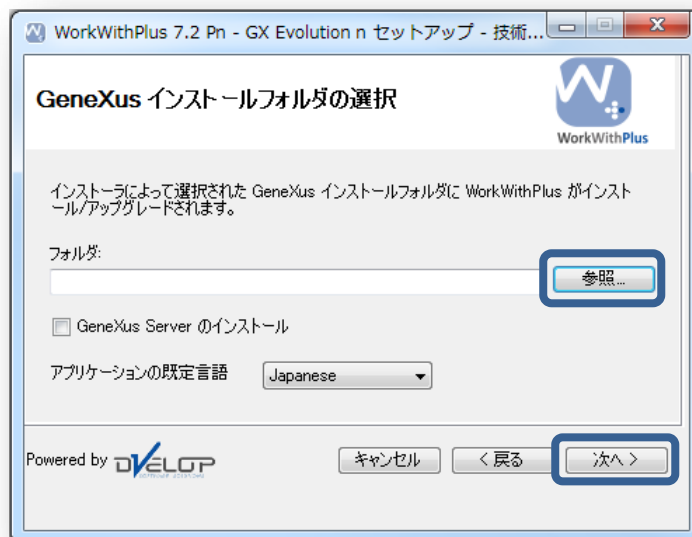 WorkWithPlus 7.2 Pn - GX Evolution n セットアップ - 技術...
GeneXus インストールフォルダの選択
WorkWithPlus
インストーラによって選択された GeneXus インストールフォルダに WorkWithPlus がインスト
ール/アップグレードされます。
フォルダ:
参照...
GeneXus Server のインストール
アプリケーションの既定言語
Japanese
Powered by DVELOP
キャンセル
< 戻る
次へ >